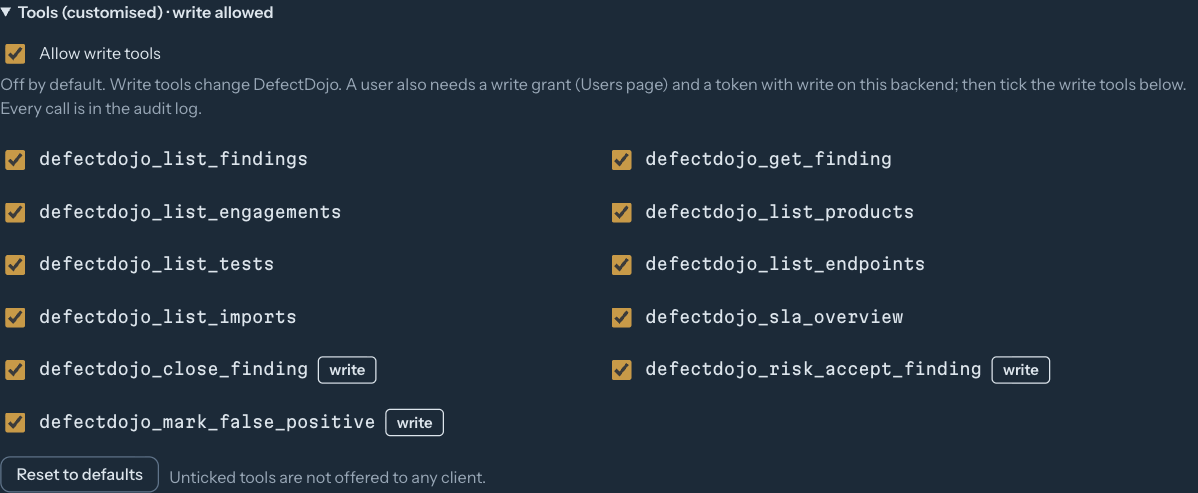 Tools (customised) · write allowed
Allow write tools
Off by default. Write tools change DefectDojo. A user also needs a write grant (Users page) and a token with write on this backend; then tick the write tools below.
Every call is in the audit log.
defectdojo_list_findings
defectdojo_get_finding
defectdojo_list_engagements
defectdojo_list_products
defectdojo_list_tests
defectdojo_list_endpoints
defectdojo_list_imports
defectdojo_sla_overview
defectdojo_close_finding write
defectdojo_risk_accept_finding write
defectdojo_mark_false_positive write
Reset to defaults
Unticked tools are not offered to any client.